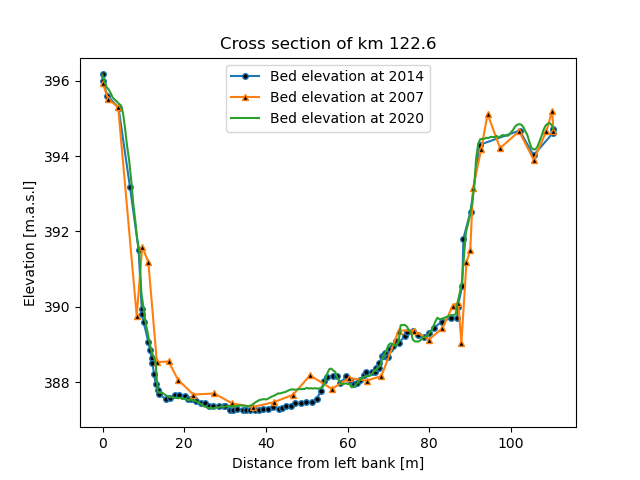 Cross section of km 122.6
Bed elevation at 2014
Bed elevation at 2007
Bed elevation at 2020
Elevation [m.a.s.l]
396
394
392
390
388
0 20 40 60 80 100
Distance from left bank [m]